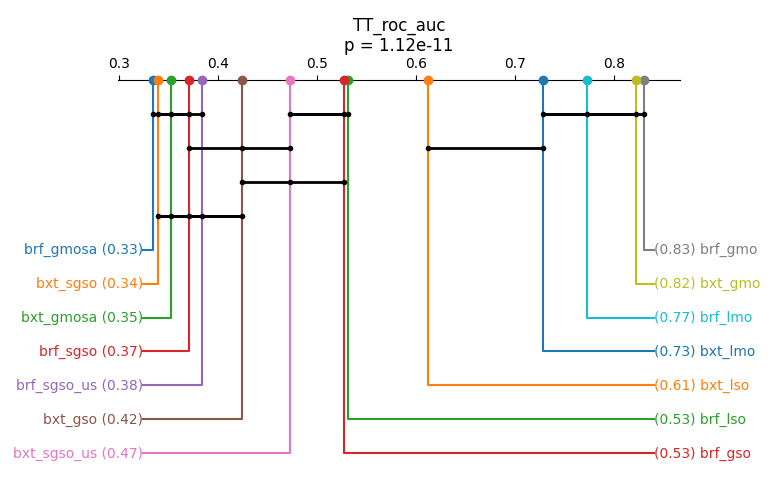 TT_roc_auc
p = 1.12e-11
0.3 0.4 0.5 0.6 0.7 0.8
brf_gmosa (0.33) (0.83) brf_gmo
bxt_sgso (0.34) (0.82) bxt_gmo
bxt_gmosa (0.35) (0.77) brf_lmo
brf_sgso (0.37) (0.73) bxt_lmo
brf_sgso_us (0.38) (0.61) bxt_lso
bxt_gso (0.42) (0.53) brf_lso
bxt_sgso_us (0.47) (0.53) brf_gso